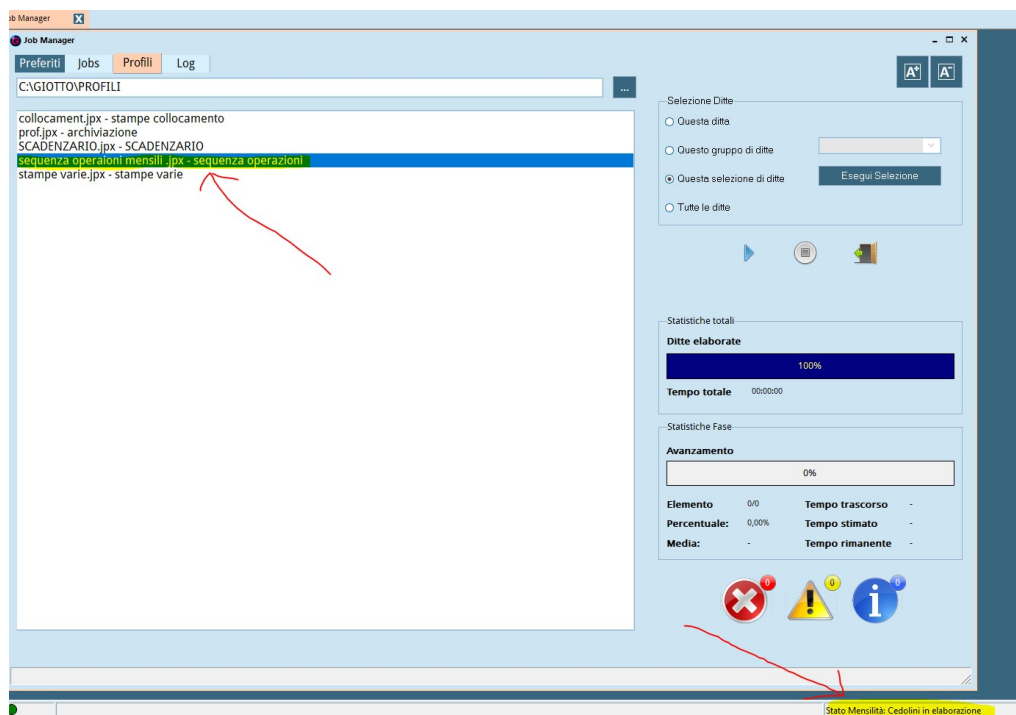 ob Manager X
Job Manager
Preferiti Jobs Profili Log
C:\GIOTTO\PROFILI ...
A+ A-
collocament.jpx - stampe collocamento
prof.jpx - archiviazione
SCADENZARIO.jpx - SCADENZARIO
sequenza operaioni mensili .jpx - sequenza operazioni
stampe varie.jpx - stampe varie
Selezione Ditte
Questa ditta
Questo gruppo di ditte
Questa selezione di ditte
Esegui Selezione
Tutte le ditte
Statistiche totali
Ditte elaborate
100%
Tempo totale 00:00:00
Statistiche Fase
Avanzamento
0%
Elemento 0/0 Tempo trascorso -
Percentuale: 0,00% Tempo stimato -
Media: - Tempo rimanente -
0 0 0
Stato Mensilità: Cedolini in elaborazione